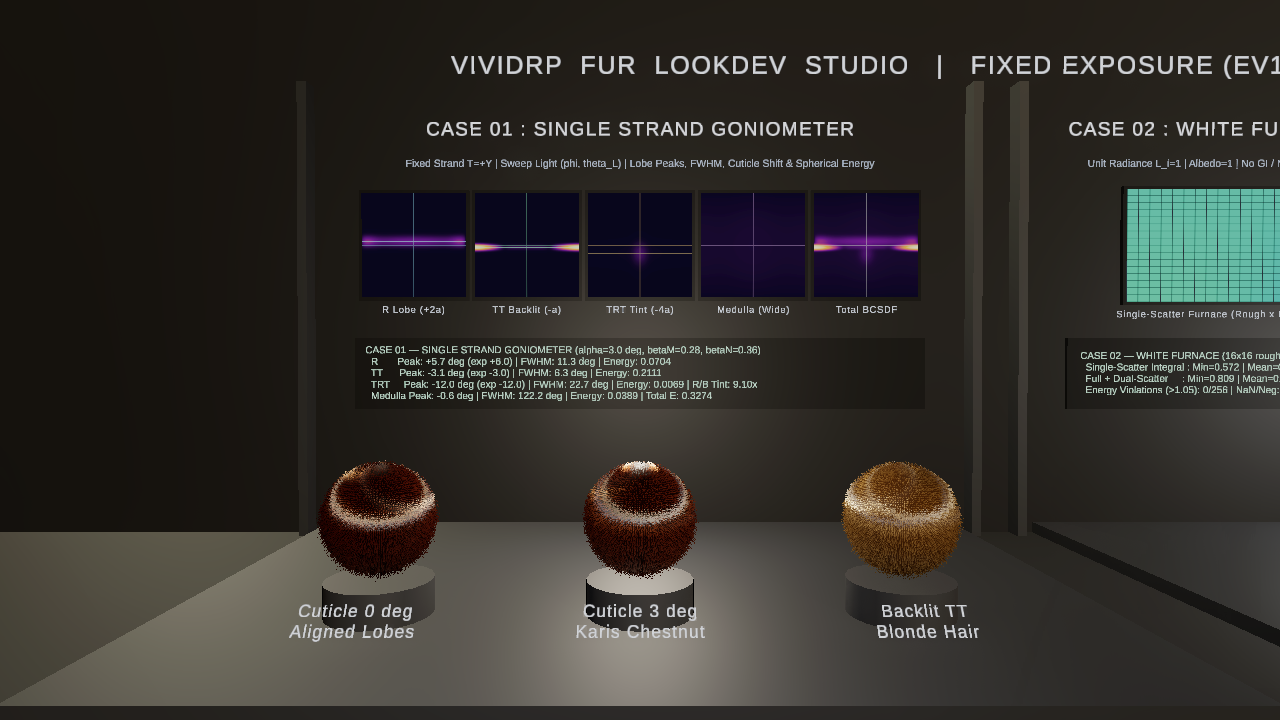 VIVIDRP FUR LOOKDEV STUDIO | FIXED EXPOSURE (EV1
CASE 01 : SINGLE STRAND GONIOMETER
Fixed Strand T=+Y | Sweep Light (phi, theta_L) | Lobe Peaks, FWHM, Cuticle Shift & Spherical Energy
R Lobe (+2a)
TT Backlit (-a)
TRT Tint (-4a)
Medulla (Wide)
Total BCSDF
CASE 01 — SINGLE STRAND GONIOMETER (alpha=3.0 deg, betaM=0.28, betaN=0.36)
R Peak: +5.7 deg (exp +6.0) | FWHM: 11.3 deg | Energy: 0.0704
TT Peak: -3.1 deg (exp -3.0) | FWHM: 6.3 deg | Energy: 0.2111
TRT Peak: -12.0 deg (exp -12.0) | FWHM: 22.7 deg | Energy: 0.0069 | R/B Tint: 9.10x
Medulla Peak: -0.6 deg | FWHM: 122.2 deg | Energy: 0.0389 | Total E: 0.3274
CASE 02 : WHITE FU
Unit Radiance L_i=1 | Albedo=1 | No GI /
Single-Scatter Furnace (Rough x
CASE 02 — WHITE FURNACE (16x16 rough
Single-Scatter Integral : Min=0.572 | Mean=
Full + Dual-Scatter : Min=0.809 | Mean=0
Energy Violations (>1.05): 0/256 | NaN/Neg:
Cuticle 0 deg
Aligned Lobes
Cuticle 3 deg
Karis Chestnut
Backlit TT
Blonde Hair